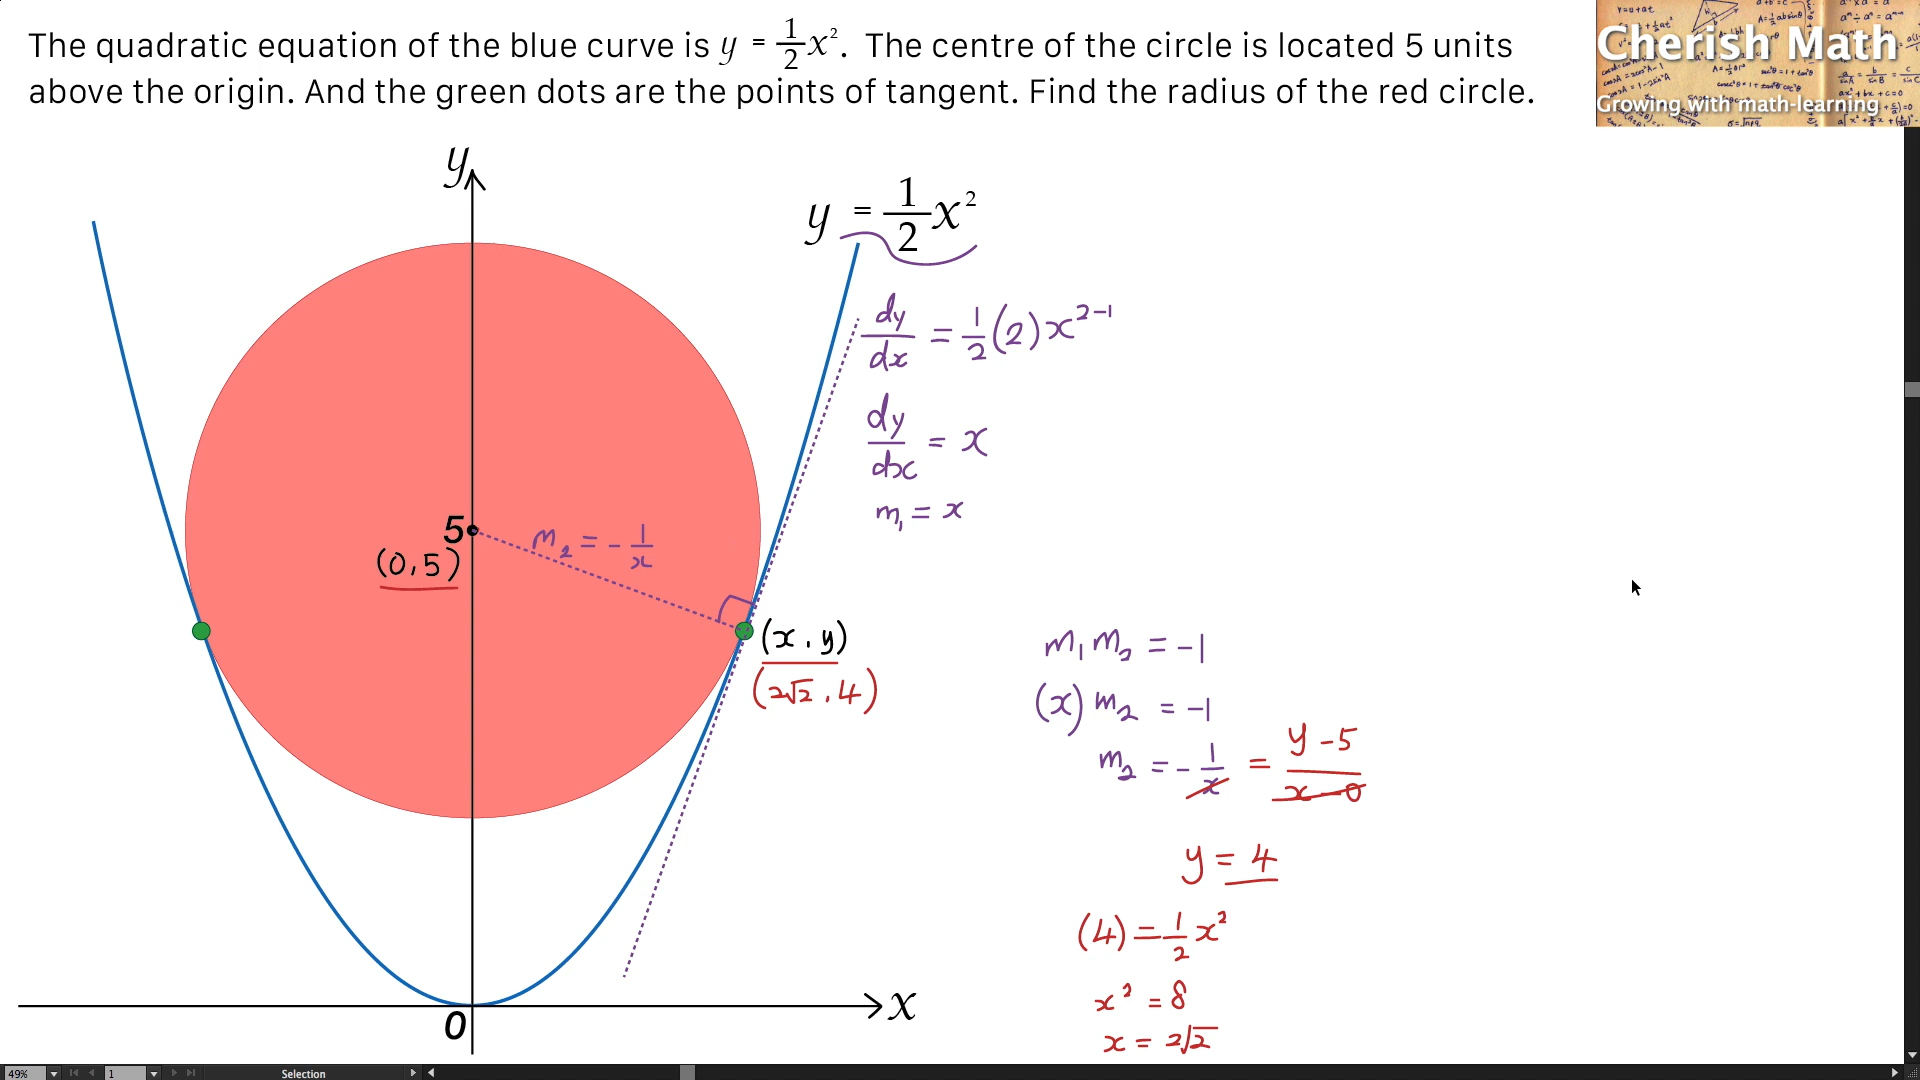 The quadratic equation of the blue curve is y = 1/2 x². The centre of the circle is located 5 units
above the origin. And the green dots are the points of tangent. Find the radius of the red circle.
Cherish Math
Growing with math-learning
y
y = 1/2 x²
dy/dx = 1/2 (2) x^(2-1)
dy/dx = x
m₁ = x
5
(0,5)
m₂ = - 1/x
(x, y)
(2√2, 4)
m₁ m₂ = -1
(x) m₂ = -1
m₂ = - 1/x = y-5/x-0
y = 4
(4) = 1/2 x²
x² = 8
x = 2√2
x
0
49%
1
Selection